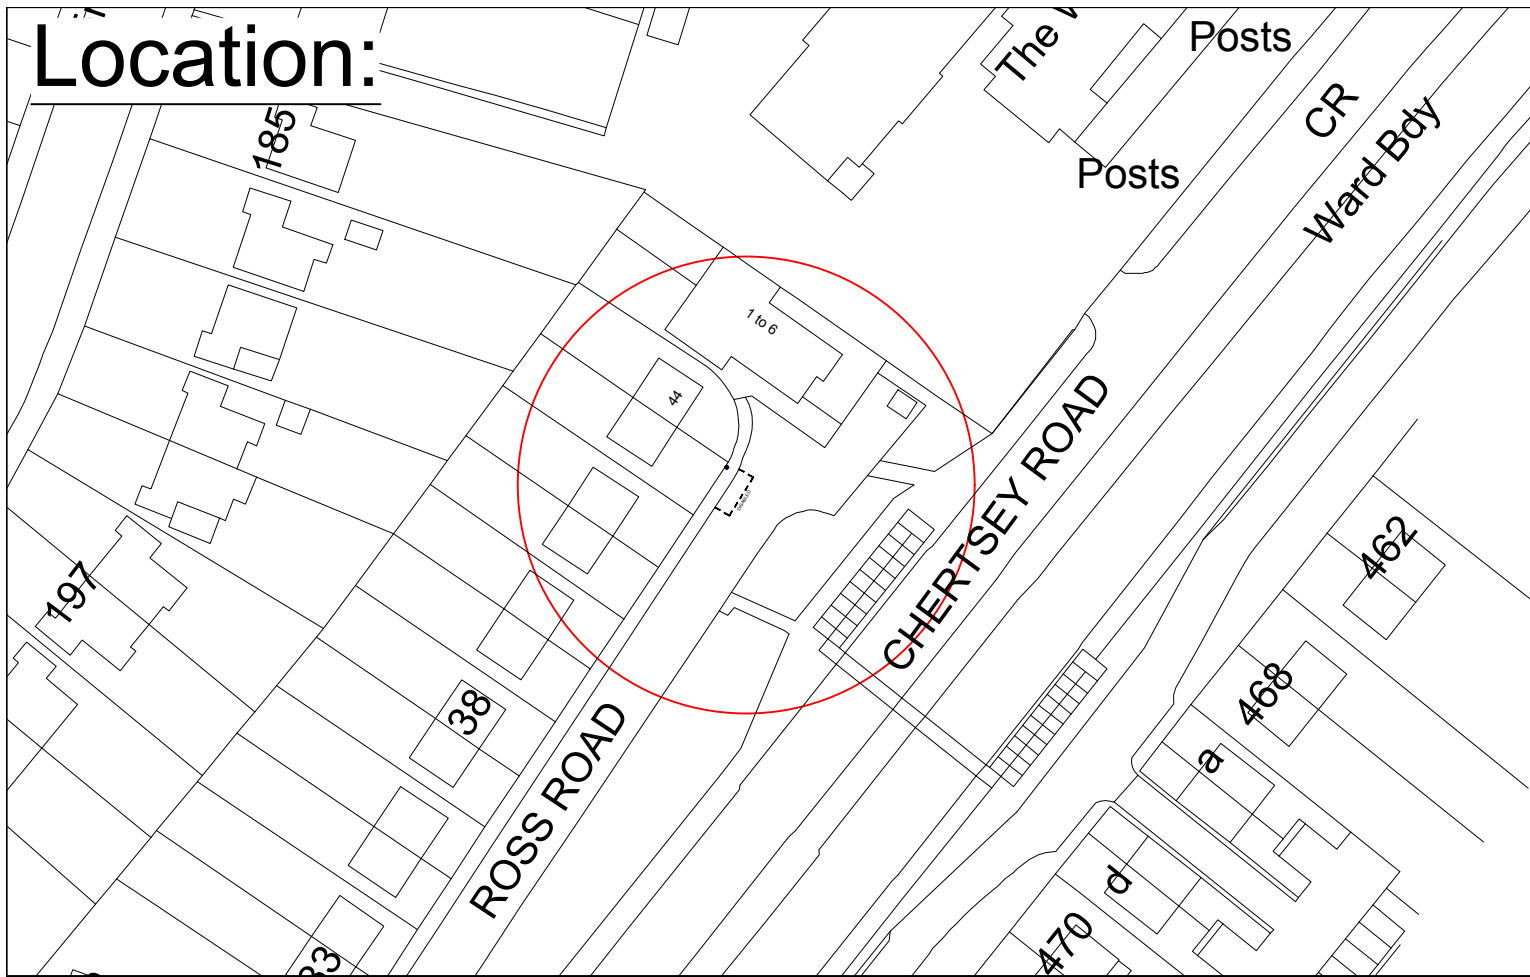 Location:
Posts
The
CR
Ward Bdy
185
Posts
1 to 6
44
CHERTSEY ROAD
462
197
468
38
a
ROSS ROAD
d
470
33